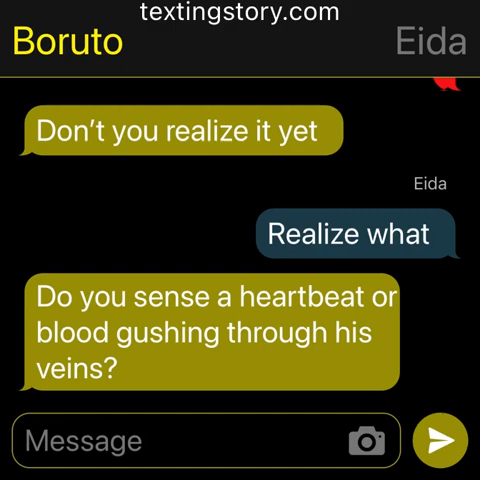 textingstory.com
Boruto
Eida
Don’t you realize it yet
Eida
Realize what
Do you sense a heartbeat or
blood gushing through his
veins?
Message